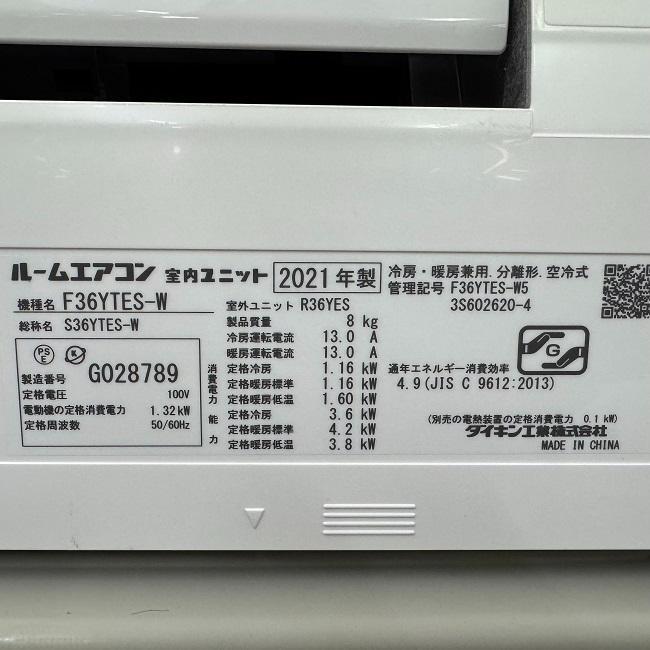 ルームエアコン 室内ユニット 2021年製 冷房・暖房兼用.分離形.空冷式
機種名 F36YTES-W
総称名 S36YTES-W
管理記号 F36YTES-W5
3S602620-4
PS
E
製造番号 G028789
定格電圧 100V
電動機の定格消費電力 1.32kW
定格周波数 50/60Hz
室外ユニット R36YES
製品質量 8 kg
冷房運転電流 13.0 A
暖房運転電流 13.0 A
消費電力
定格冷房 1.16 kW
定格暖房標準 1.16 kW
定格暖房低温 1.60 kW
能力
定格冷房 3.6 kW
定格暖房標準 4.2 kW
定格暖房低温 3.8 kW
G
通年エネルギー消費効率
4.9(JIS C 9612:2013)
(別売の電熱装置の定格消費電力 0.1 kW)
ダイキン工業株式会社
MADE IN CHINA